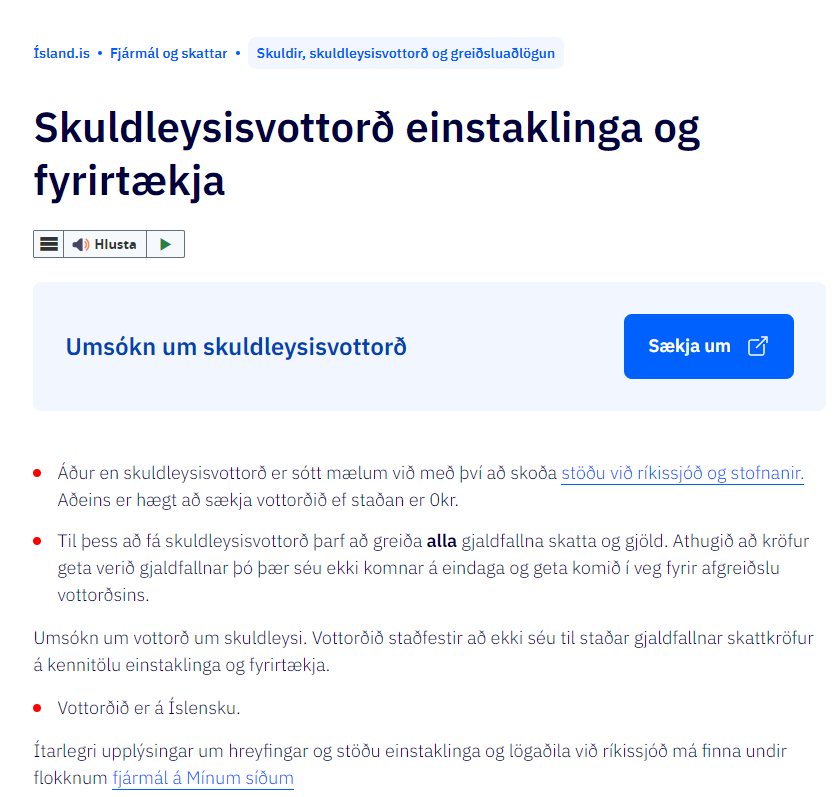 Ísland.is • Fjármál og skattar • Skuldir, skuldleysisvottorð og greiðsluaðlögun
Skuldleysisvottorð einstaklinga og
fyrirtækja
Hlusta
Umsókn um skuldleysisvottorð
Sækja um
• Áður en skuldleysisvottorð er sótt mælum við með því að skoða stöðu við ríkissjóð og stofnanir.
Aðeins er hægt að sækja vottorðið ef staðan er 0kr.
• Til þess að fá skuldleysisvottorð þarf að greiða alla gjaldfallna skatta og gjöld. Athugið að kröfur
geta verið gjaldfallnar þó þær séu ekki komnar á eindaga og geta komið í veg fyrir afgreiðslu
vottorðsins.
Umsókn um vottorð um skuldleysi. Vottorðið staðfestir að ekki séu til staðar gjaldfallnar skattkröfur
á kennitölu einstaklinga og fyrirtækja.
• Vottorðið er á Íslensku.
Ítarlegri upplýsingar um hreyfingar og stöðu einstaklinga og lögaðila við ríkissjóð má finna undir
flokknum fjármál á Mínum síðum